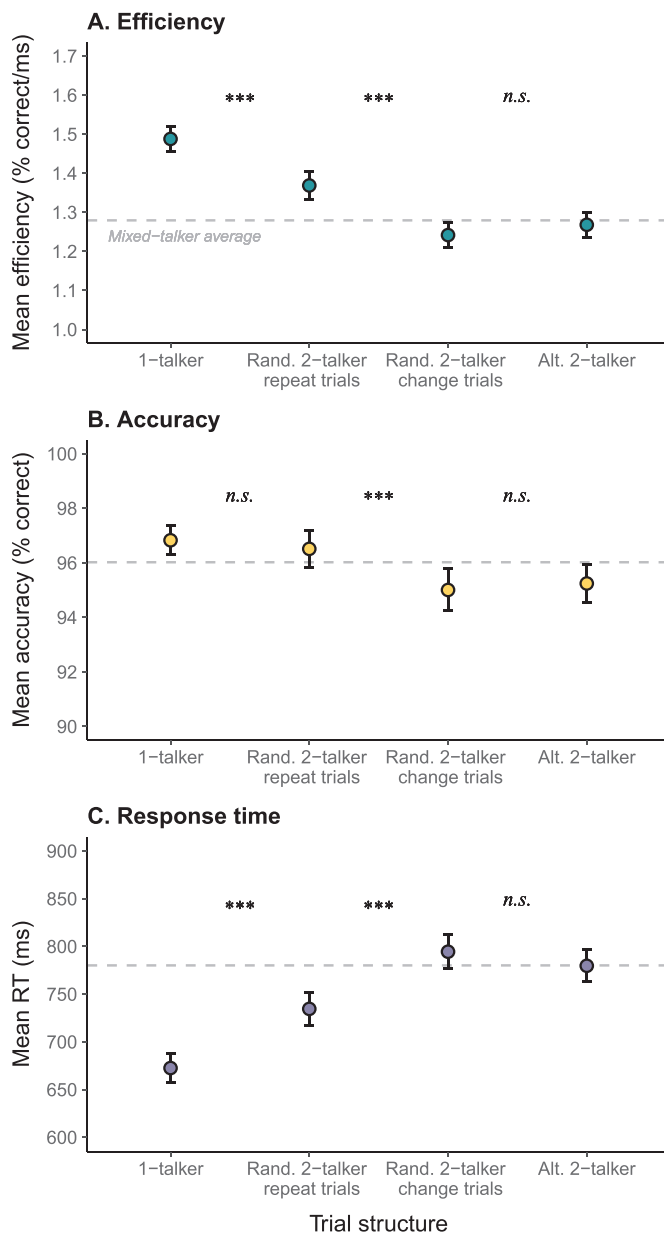 A. Efficiency
Mean efficiency (% correct/ms)
1.7
1.6
1.5
1.4
1.3
1.2
1.1
1.0
*** *** n.s.
Mixed−talker average
1−talker Rand. 2−talker Rand. 2−talker Alt. 2−talker
repeat trials change trials
B. Accuracy
Mean accuracy (% correct)
100
98
96
94
92
90
n.s. *** n.s.
1−talker Rand. 2−talker Rand. 2−talker Alt. 2−talker
repeat trials change trials
C. Response time
Mean RT (ms)
900
850
800
750
700
650
600
*** *** n.s.
1−talker Rand. 2−talker Rand. 2−talker Alt. 2−talker
repeat trials change trials
Trial structure